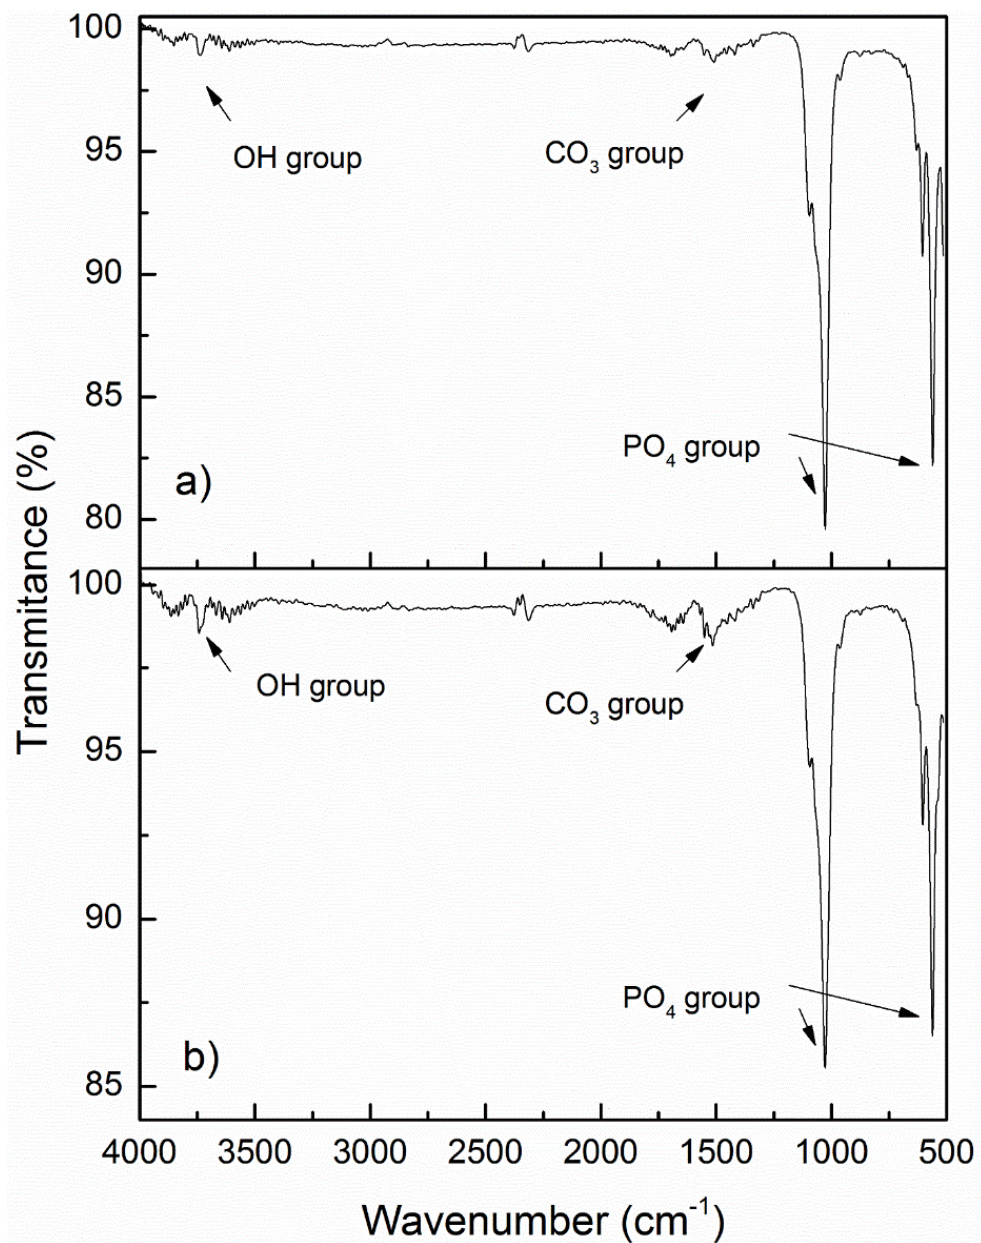 100
95
90
85
80
OH group
CO3 group
PO4 group
a)
100
95
90
85
OH group
CO3 group
PO4 group
b)
Transmitance (%)
4000 3500 3000 2500 2000 1500 1000 500
Wavenumber (cm-1)